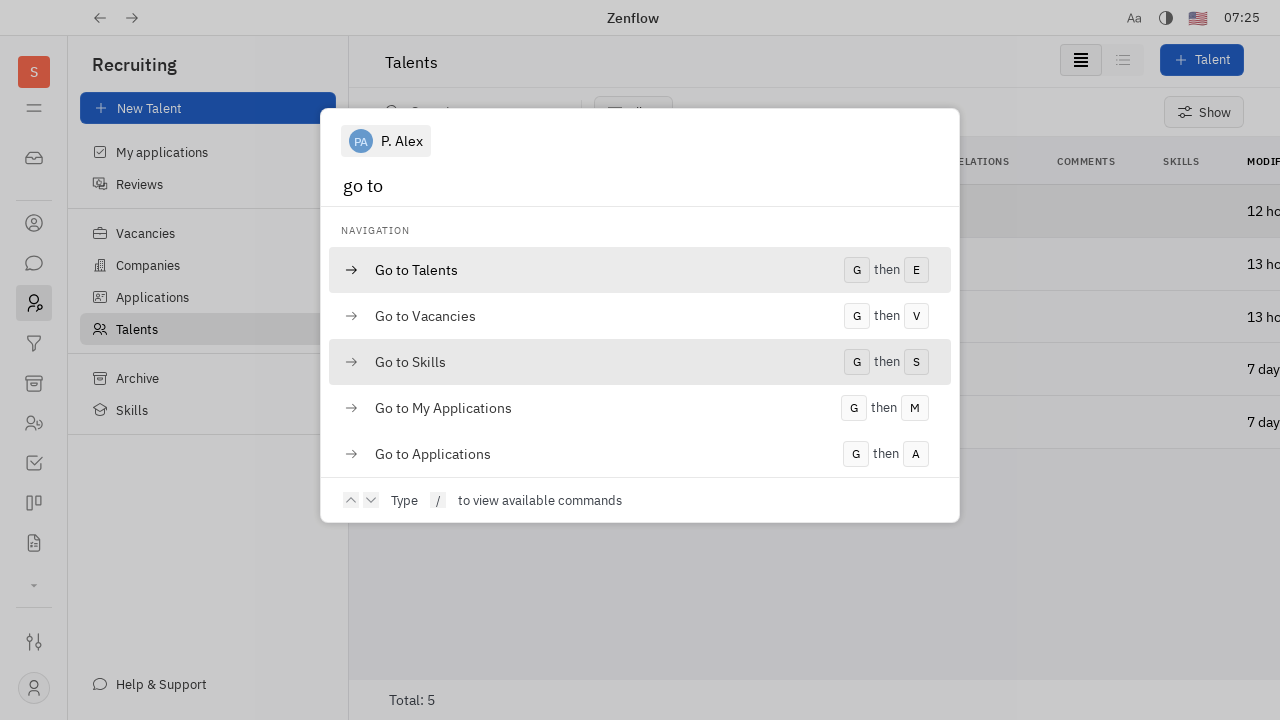 Zenflow
Aa
07:25
S
Recruiting
New Talent
My applications
Reviews
Vacancies
Companies
Applications
Talents
Archive
Skills
Help & Support
Talents
Talent
Show
ELATIONS
COMMENTS
SKILLS
MODIF
12 ho
13 ho
13 ho
7 day
7 day
Total: 5
PA P. Alex
go to
NAVIGATION
Go to Talents G then E
Go to Vacancies G then V
Go to Skills G then S
Go to My Applications G then M
Go to Applications G then A
Type / to view available commands